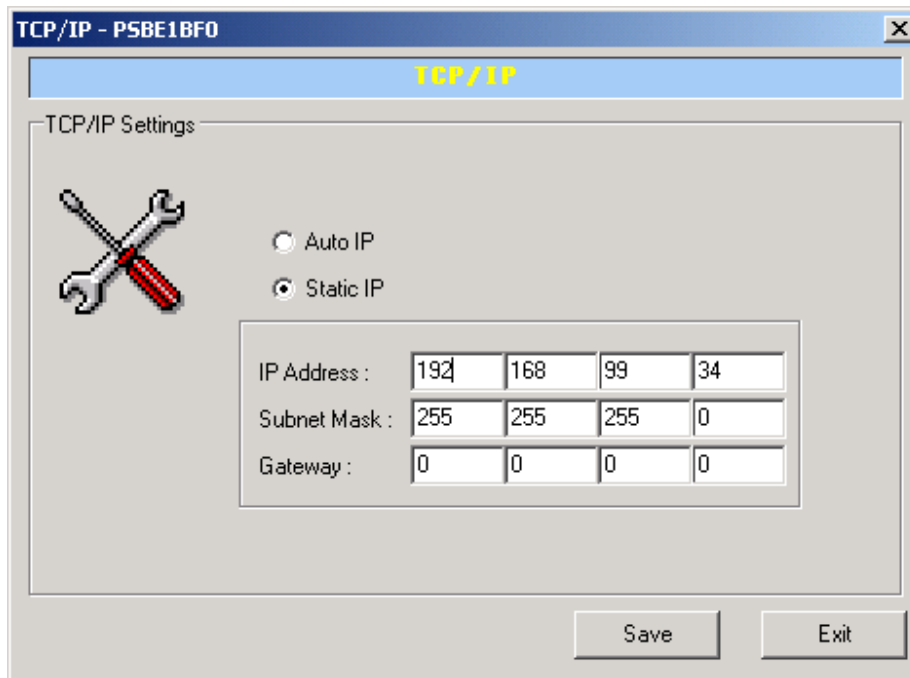 TCP/IP - PSBE1BF0
TCP/IP
TCP/IP Settings
Auto IP
Static IP
IP Address : 192 168 99 34
Subnet Mask : 255 255 255 0
Gateway : 0 0 0 0
Save Exit